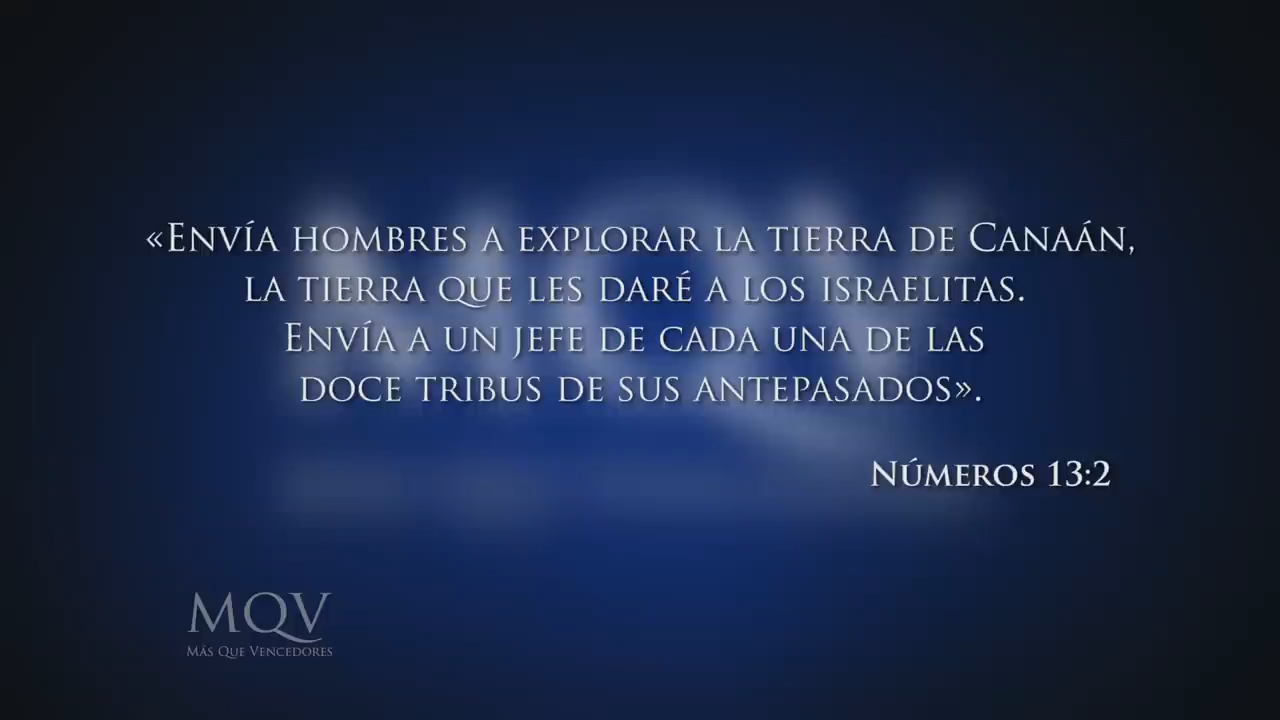 «Envía hombres a explorar la tierra de Canaán,
la tierra que les daré a los israelitas.
Envía a un jefe de cada una de las
doce tribus de sus antepasados».
Números 13:2
MQV
Más Que Vencedores